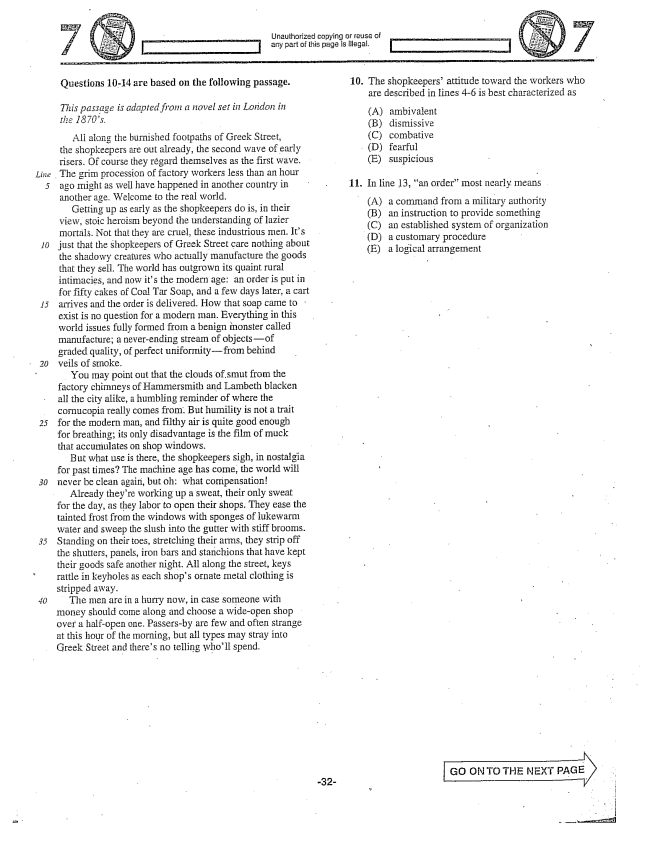 7
Unauthorized copying or reuse of
any part of this page is illegal.
7
Questions 10-14 are based on the following passage.
This passage is adapted from a novel set in London in
the 1870's.
All along the burnished footpaths of Greek Street,
the shopkeepers are out already, the second wave of early
risers. Of course they regard themselves as the first wave.
Line The grim procession of factory workers less than an hour
5 ago might as well have happened in another country in
another age. Welcome to the real world.
Getting up as early as the shopkeepers do is, in their
view, stoic heroism beyond the understanding of lazier
mortals. Not that they are cruel, these industrious men. It's
10 just that the shopkeepers of Greek Street care nothing about
the shadowy creatures who actually manufacture the goods
that they sell. The world has outgrown its quaint rural
intimacies, and now it's the modern age: an order is put in
for fifty cakes of Coal Tar Soap, and a few days later, a cart
15 arrives and the order is delivered. How that soap came to
exist is no question for a modern man. Everything in this
world issues fully formed from a benign monster called
manufacture; a never-ending stream of objects—of
graded quality, of perfect uniformity—from behind
20 veils of smoke.
You may point out that the clouds of smut from the
factory chimneys of Hammersmith and Lambeth blacken
all the city alike, a humbling reminder of where the
cornucopia really comes from. But humility is not a trait
25 for the modern man, and filthy air is quite good enough
for breathing; its only disadvantage is the film of muck
that accumulates on shop windows.
But what use is there, the shopkeepers sigh, in nostalgia
for past times? The machine age has come, the world will
30 never be clean again, but oh: what compensation!
Already they're working up a sweat, their only sweat
for the day, as they labor to open their shops. They ease the
tainted frost from the windows with sponges of lukewarm
water and sweep the slush into the gutter with stiff brooms.
35 Standing on their toes, stretching their arms, they strip off
the shutters, panels, iron bars and stanchions that have kept
their goods safe another night. All along the street, keys
rattle in keyholes as each shop's ornate metal clothing is
stripped away.
40 The men are in a hurry now, in case someone with
money should come along and choose a wide-open shop
over a half-open one. Passers-by are few and often strange
at this hour of the morning, but all types may stray into
Greek Street and there's no telling who'll spend.
10. The shopkeepers' attitude toward the workers who
are described in lines 4-6 is best characterized as
(A) ambivalent
(B) dismissive
(C) combative
(D) fearful
(E) suspicious
11. In line 13, "an order" most nearly means
(A) a command from a military authority
(B) an instruction to provide something
(C) an established system of organization
(D) a customary procedure
(E) a logical arrangement
GO ON TO THE NEXT PAGE
-32-